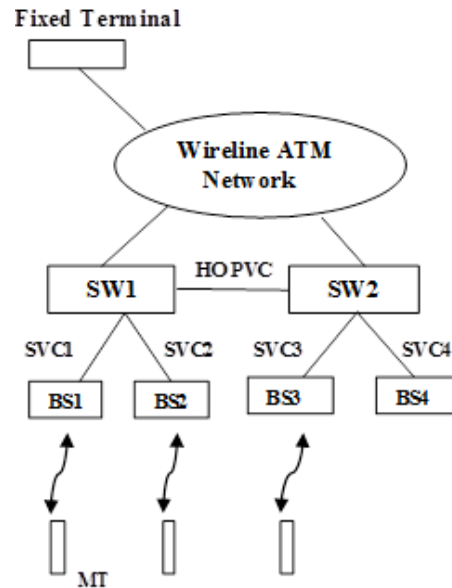 Fixed Terminal
Wireline ATM
Network
HOPVC
SW1
SW2
SVC1
SVC2
SVC3
SVC4
BS1
BS2
BS3
BS4
MT